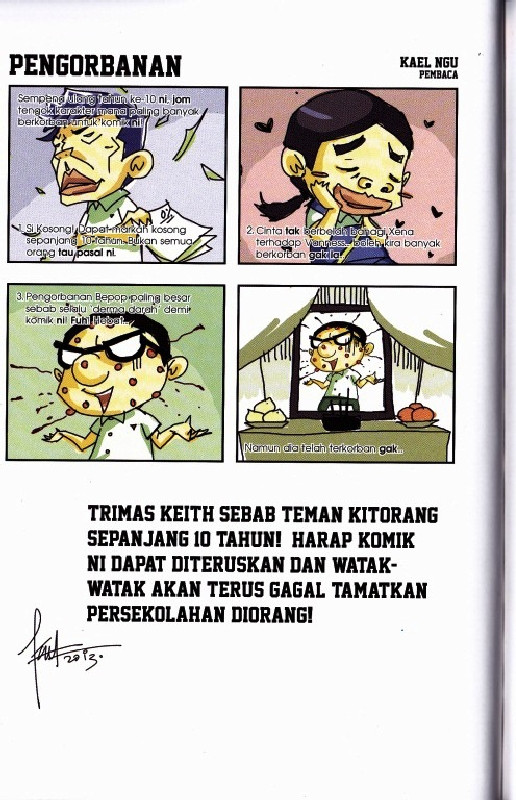 PENGORBANAN
KAEL NGU
PEMBACA
Sempena ulang tahun ke-10 ni, jom
tengok karakter mana paling banyak
berkorban untuk komik ni!
1. Si Kosong! Dapat markah kosong
sepanjang 10 tahun. Bukan semua
orang tau pasal ni.
2. Cinta tak berbelah bahagi Xena
terhadap Vanness... boleh kira banyak
berkorban gak la.
3. Pengorbanan Bepop paling besar
sebab selalu 'derma darah' demi
komik ni! Fuh! Hebat...
Namun dia telah terkorban gak...
TRIMAS KEITH SEBAB TEMAN KITORANG
SEPANJANG 10 TAHUN! HARAP KOMIK
NI DAPAT DITERUSKAN DAN WATAK-
WATAK AKAN TERUS GAGAL TAMATKAN
PERSEKOLAHAN DIORANG!
2013.